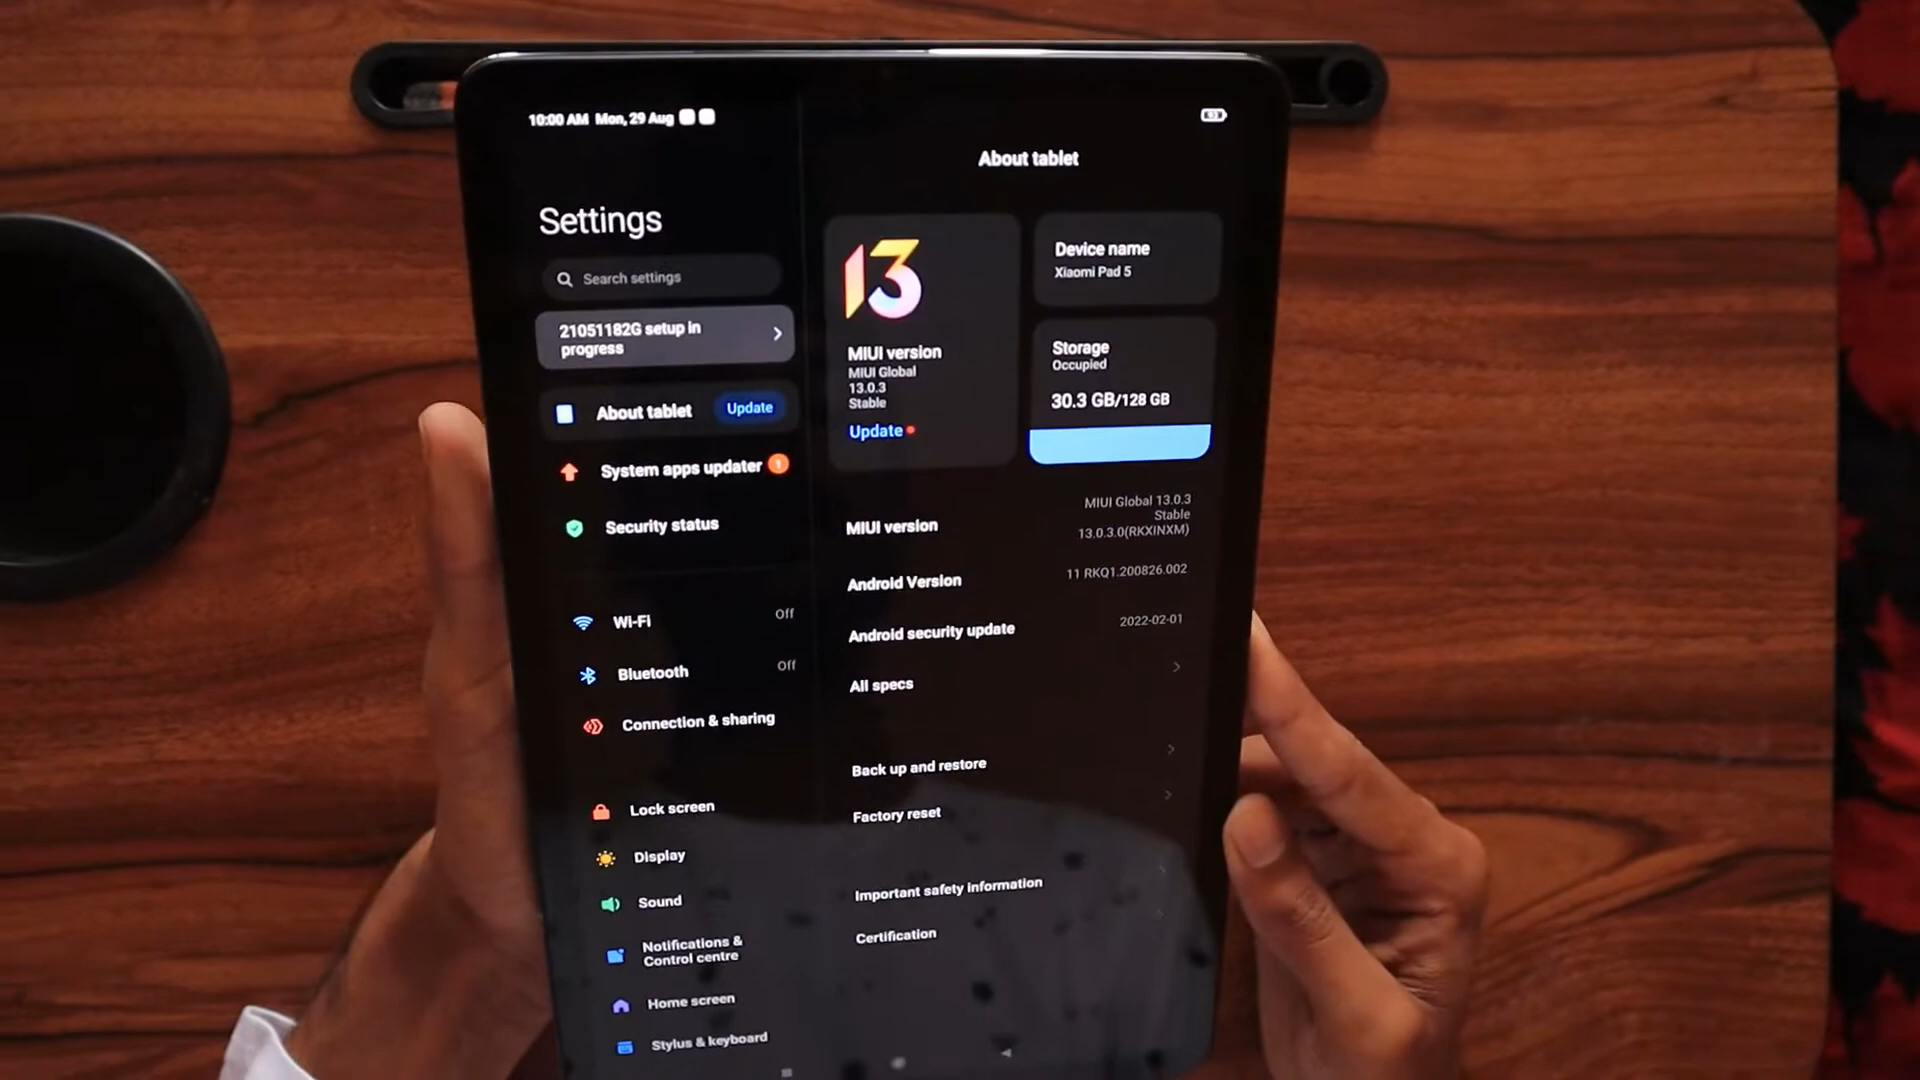 10:00 AM Mon, 29 Aug
Settings
Search settings
21051182G setup in
progress
About tablet Update
System apps updater 1
Security status
Wi-Fi Off
Bluetooth Off
Connection & sharing
Lock screen
Display
Sound
Notifications &
Control centre
Home screen
Stylus & keyboard
About tablet
13
MIUI version
MIUI Global
13.0.3
Stable
Update
Device name
Xiaomi Pad 5
Storage
Occupied
30.3 GB/128 GB
MIUI version
MIUI Global 13.0.3
Stable
13.0.3.0(RKXINXM)
Android Version 11 RKQ1.200826.002
Android security update 2022-02-01
All specs
Back up and restore
Factory reset
Important safety information
Certification